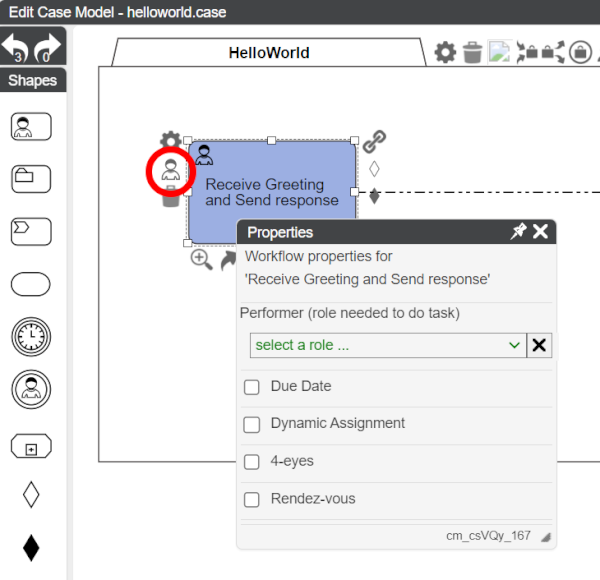 Edit Case Model - helloworld.case
3 0
Shapes
HelloWorld
Receive Greeting
and Send response
Properties
Workflow properties for
'Receive Greeting and Send response'
Performer (role needed to do task)
select a role ...
Due Date
Dynamic Assignment
4-eyes
Rendez-vous
cm_csVQy_167